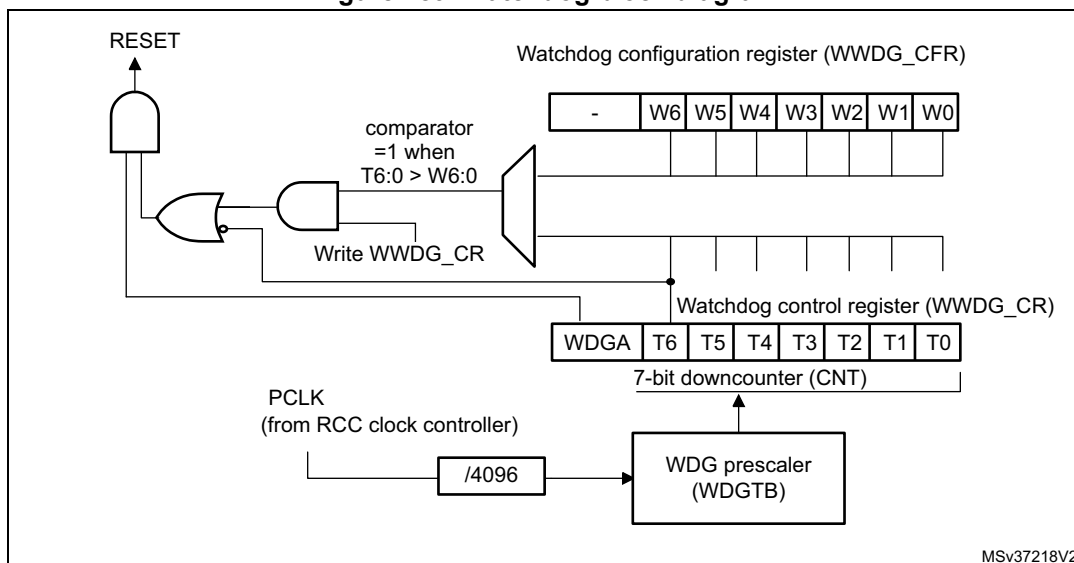 RESET
Watchdog configuration register (WWDG_CFR)
- W6 W5 W4 W3 W2 W1 W0
comparator
=1 when
T6:0 > W6:0
Write WWDG_CR
Watchdog control register (WWDG_CR)
WDGA T6 T5 T4 T3 T2 T1 T0
7-bit downcounter (CNT)
PCLK
(from RCC clock controller)
/4096
WDG prescaler
(WDGTB)
MSv37218V2